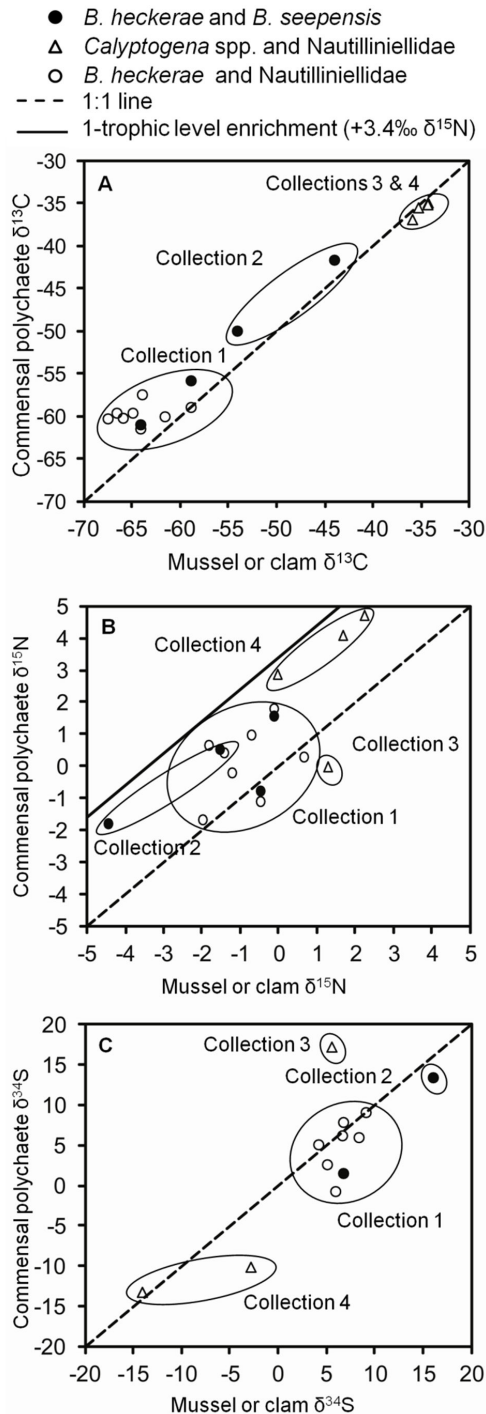 B. heckerae and B. seepensis
Calyptogena spp. and Nautilliniellidae
B. heckerae and Nautilliniellidae
1:1 line
1-trophic level enrichment (+3.4‰ δ¹⁵N)
A
Collections 3 & 4
Collection 2
Collection 1
Commensal polychaete δ¹³C
-30
-35
-40
-45
-50
-55
-60
-65
-70
-70 -65 -60 -55 -50 -45 -40 -35 -30
Mussel or clam δ¹³C
B
Collection 4
Collection 3
Collection 1
Collection 2
Commensal polychaete δ¹⁵N
5
4
3
2
1
0
-1
-2
-3
-4
-5
-5 -4 -3 -2 -1 0 1 2 3 4 5
Mussel or clam δ¹⁵N
C
Collection 3
Collection 2
Collection 1
Collection 4
Commensal polychaete δ³⁴S
20
15
10
5
0
-5
-10
-15
-20
-20 -15 -10 -5 0 5 10 15 20
Mussel or clam δ³⁴S